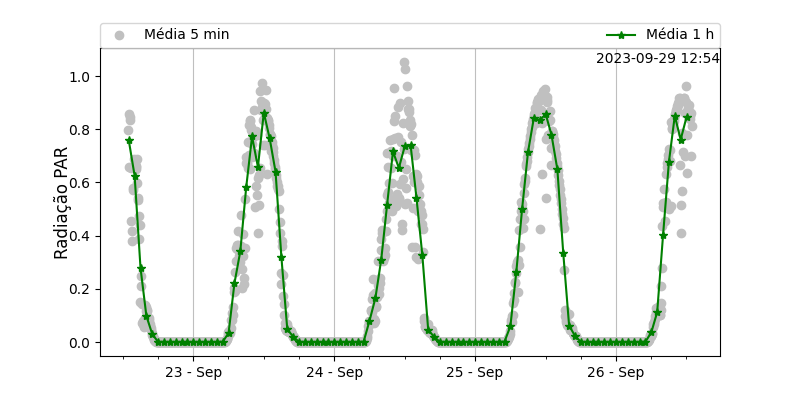 Média 5 min
Média 1 h
2023-09-29 12:54
Radiação PAR
1.0
0.8
0.6
0.4
0.2
0.0
23 - Sep
24 - Sep
25 - Sep
26 - Sep